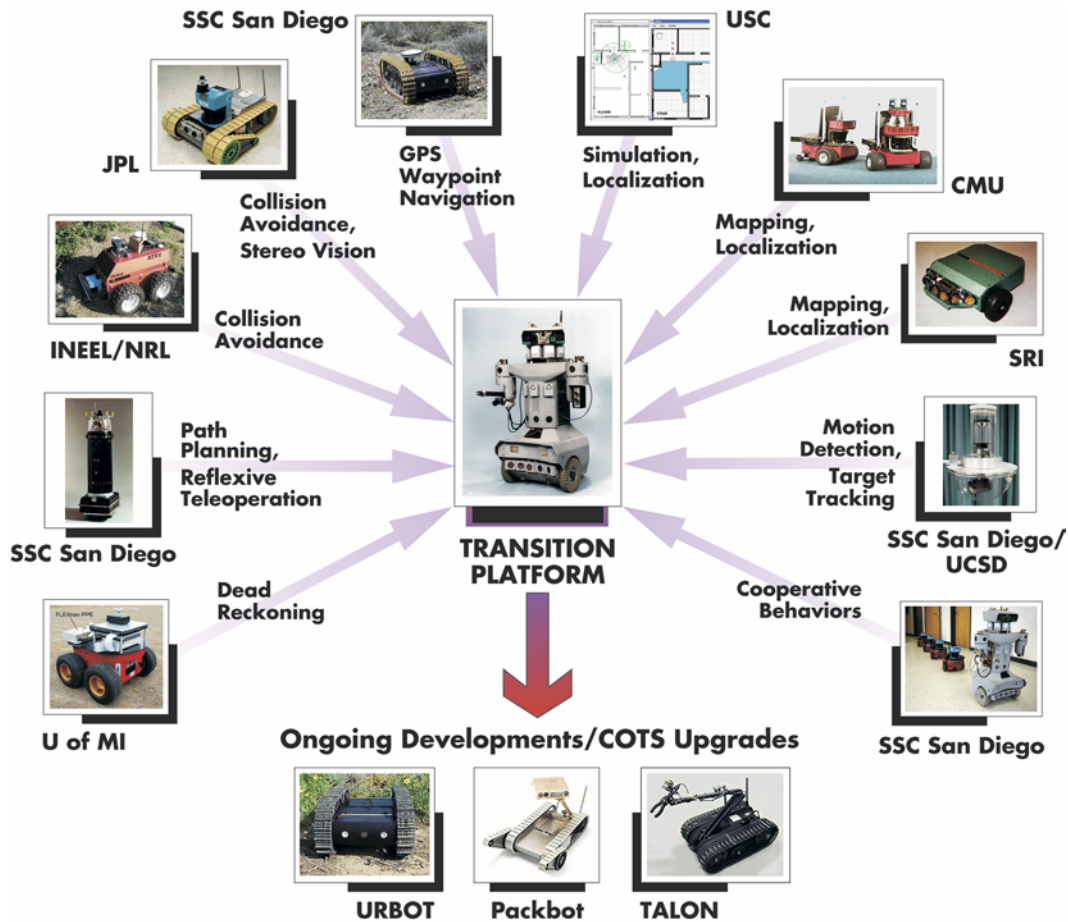 SSC San Diego
USC
JPL
GPS
Waypoint
Navigation
Simulation,
Localization
CMU
Collision
Avoidance,
Stereo Vision
Mapping,
Localization
INEEL/NRL
Collision
Avoidance
Mapping,
Localization
SRI
Path
Planning,
Reflexive
Teleoperation
SSC San Diego
Motion
Detection,
Target
Tracking
SSC San Diego/
UCSD
TRANSITION
PLATFORM
Dead
Reckoning
FLEXnav PPE
U of MI
Cooperative
Behaviors
SSC San Diego
Ongoing Developments/COTS Upgrades
URBOT
Packbot
TALON